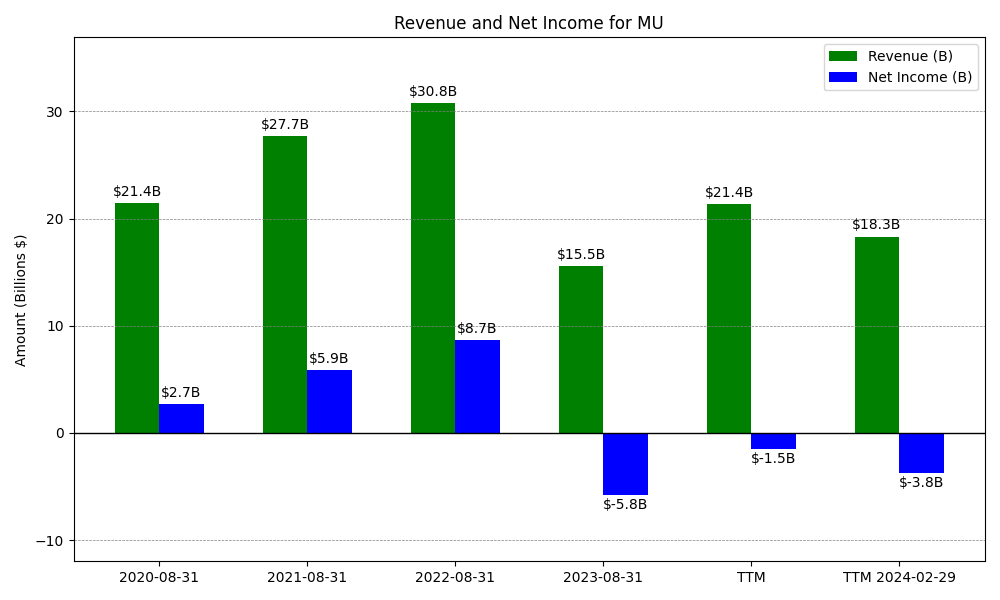 Revenue and Net Income for MU
Revenue (B)
Net Income (B)
Amount (Billions $)
30
20
10
0
−10
$21.4B
$2.7B
$27.7B
$5.9B
$30.8B
$8.7B
$15.5B
$-5.8B
$21.4B
$-1.5B
$18.3B
$-3.8B
2020-08-31
2021-08-31
2022-08-31
2023-08-31
TTM
TTM 2024-02-29